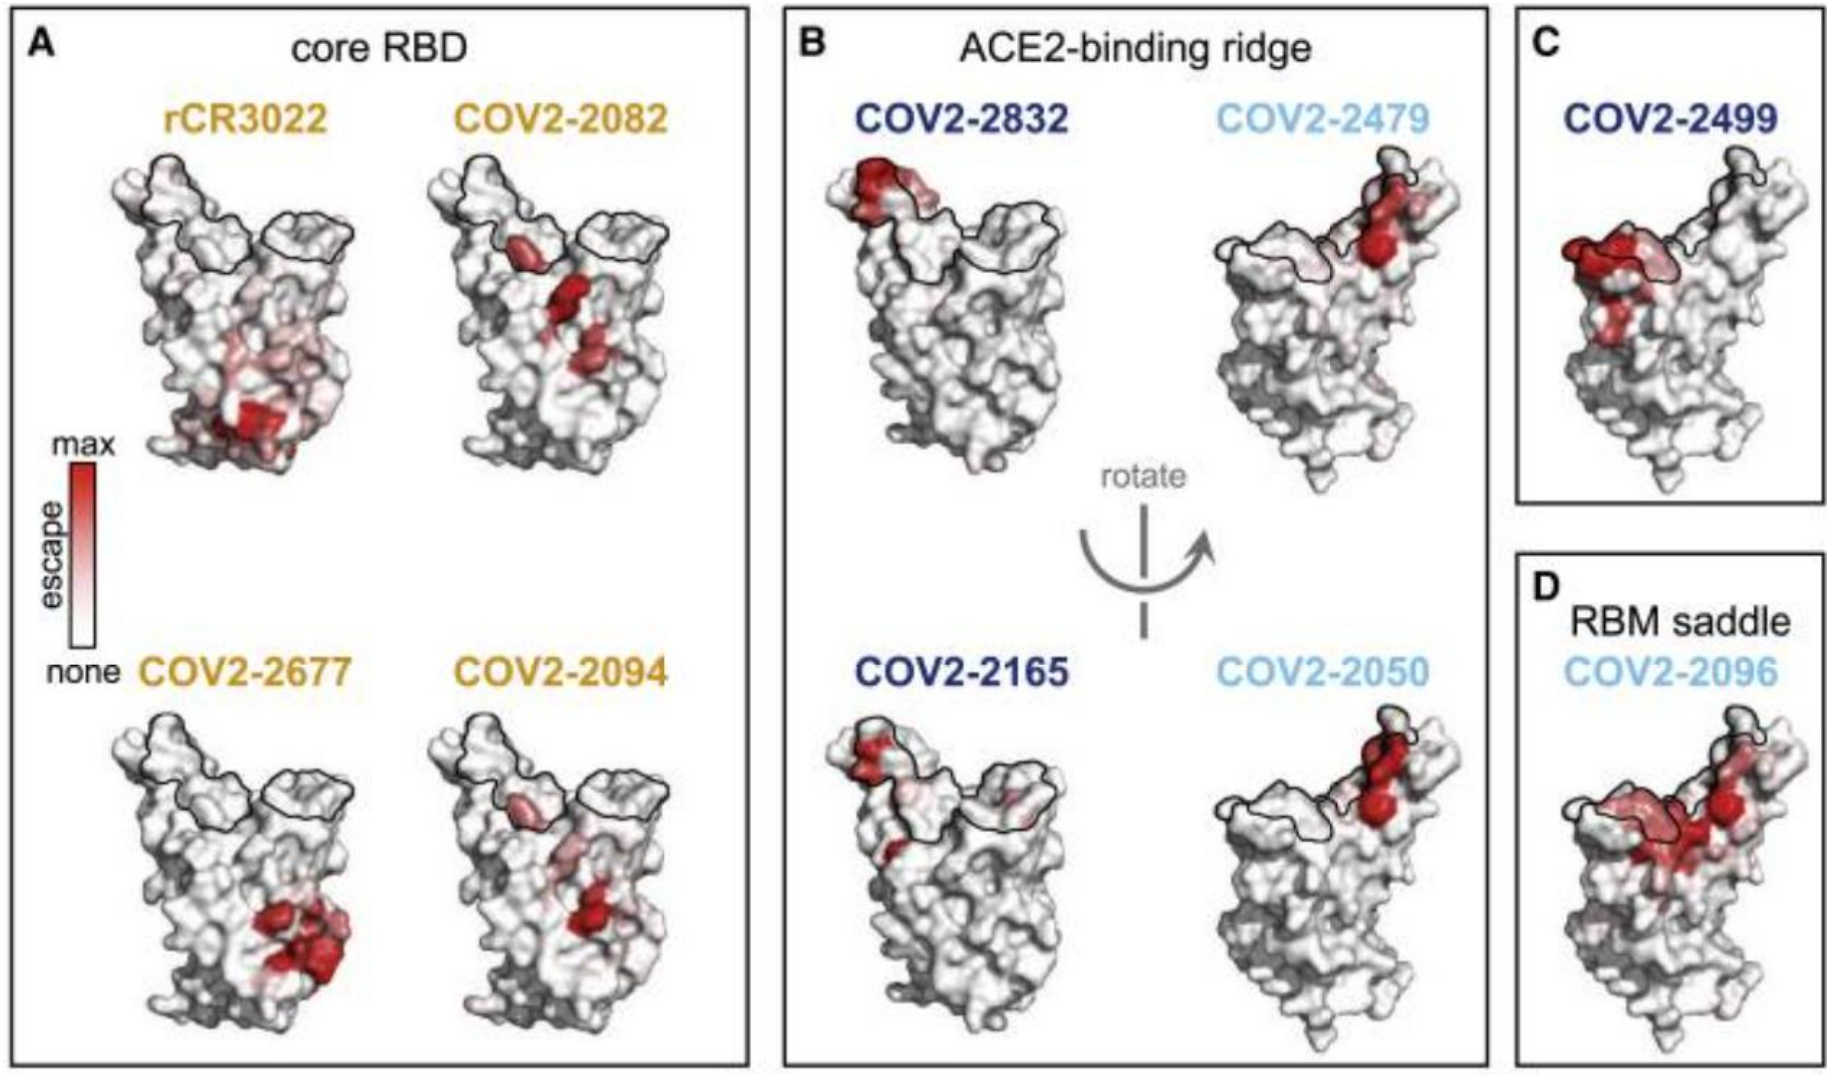 A
core RBD
rCR3022
COV2-2082
max
escape
none
COV2-2677
COV2-2094
B
ACE2-binding ridge
COV2-2832
COV2-2479
rotate
COV2-2165
COV2-2050
C
COV2-2499
D
RBM saddle
COV2-2096